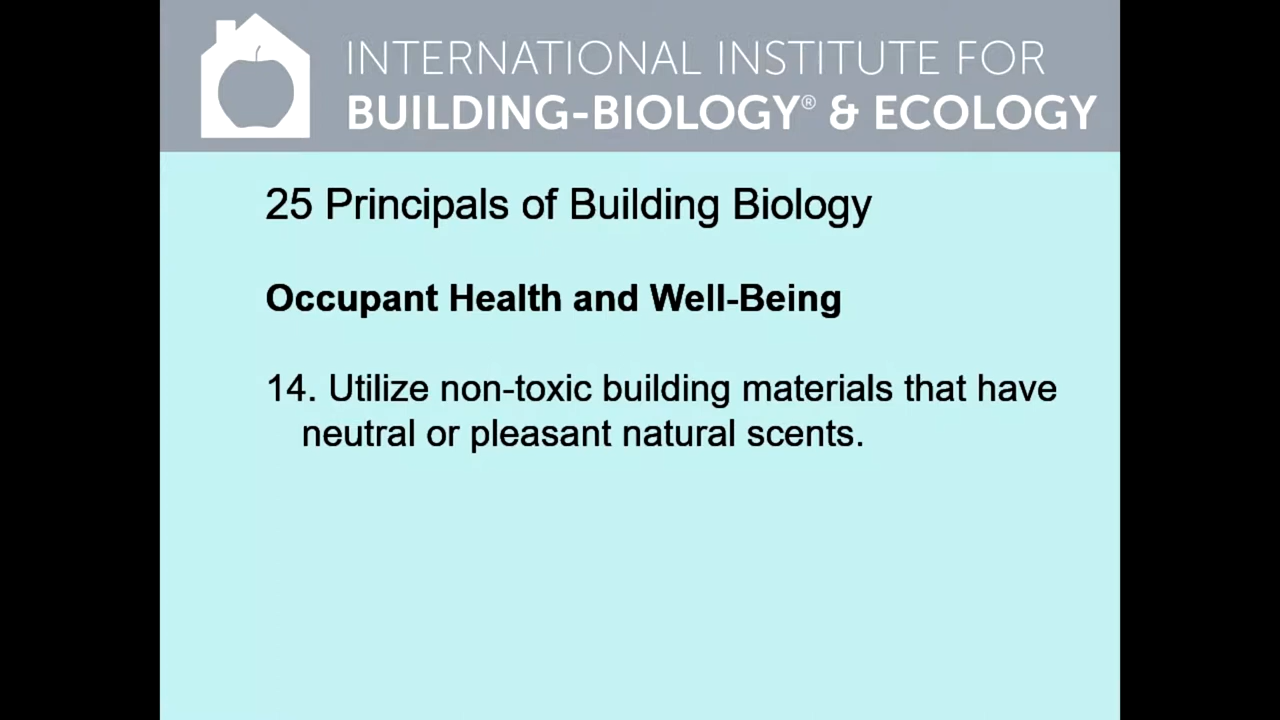 INTERNATIONAL INSTITUTE FOR
BUILDING-BIOLOGY® & ECOLOGY
25 Principals of Building Biology
Occupant Health and Well-Being
14. Utilize non-toxic building materials that have
neutral or pleasant natural scents.